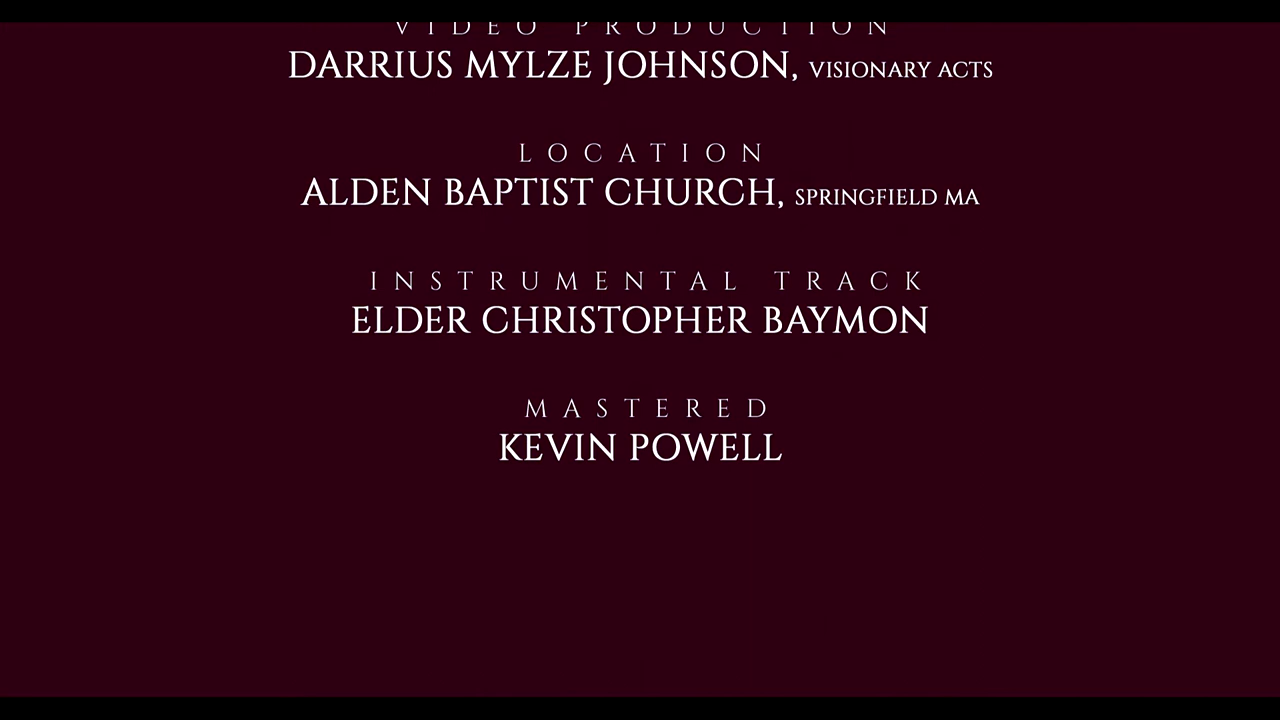 VIDEO PRODUCTION
DARRIUS MYLZE JOHNSON, VISIONARY ACTS
LOCATION
ALDEN BAPTIST CHURCH, SPRINGFIELD MA
INSTRUMENTAL TRACK
ELDER CHRISTOPHER BAYMON
MASTERED
KEVIN POWELL